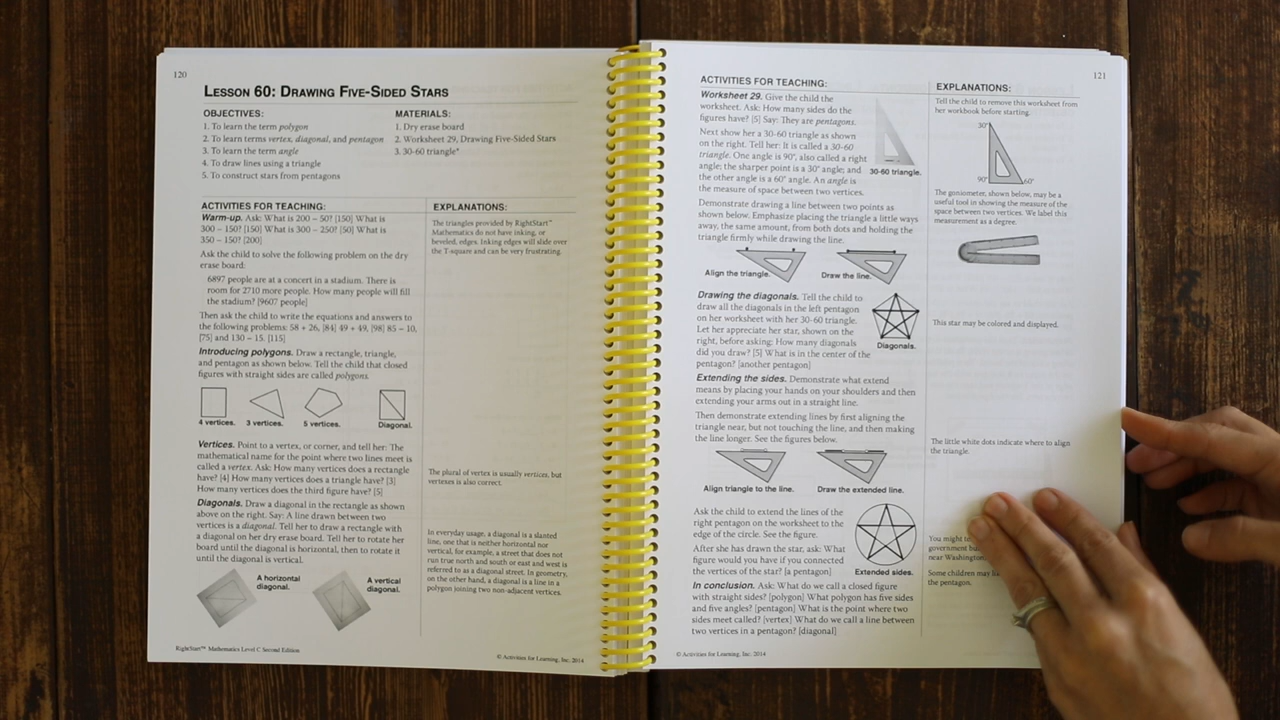 120
LESSON 60: DRAWING FIVE-SIDED STARS
OBJECTIVES:
1. To learn the term polygon
2. To learn terms vertex, diagonal, and pentagon
3. To learn the term angle
4. To draw lines using a triangle
5. To construct stars from pentagons
MATERIALS:
1. Dry erase board
2. Worksheet 29, Drawing Five-Sided Stars
3. 30-60 triangle*
ACTIVITIES FOR TEACHING:
Warm-up. Ask: What is 200 – 50? [150] What is
300 – 150? [150] What is 300 – 250? [50] What is
350 – 150? [200]
Ask the child to solve the following problem on the dry
erase board:
6897 people are at a concert in a stadium. There is
room for 2710 more people. How many people will fill
the stadium? [9607 people]
Then ask the child to write the equations and answers to
the following problems: 58 + 26, [84] 49 + 49, [98] 85 – 10,
[75] and 130 – 15. [115]
Introducing polygons. Draw a rectangle, triangle,
and pentagon as shown below. Tell the child that closed
figures with straight sides are called polygons.
4 vertices. 3 vertices. 5 vertices. Diagonal.
Vertices. Point to a vertex, or corner, and tell her: The
mathematical name for the point where two lines meet is
called a vertex. Ask: How many vertices does a rectangle
have? [4] How many vertices does a triangle have? [3]
How many vertices does the third figure have? [5]
Diagonals. Draw a diagonal in the rectangle as shown
above on the right. Say: A line drawn between two
vertices is a diagonal. Tell her to draw a rectangle with
a diagonal on her dry erase board. Tell her to rotate her
board until the diagonal is horizontal, then to rotate it
until the diagonal is vertical.
A horizontal
diagonal.
A vertical
diagonal.
EXPLANATIONS:
The triangles provided by RightStart™
Mathematics do not have inking, or
beveled, edges. Inking edges will slide over
the T-square and can be very frustrating.
The plural of vertex is usually vertices, but
vertexes is also correct.
In everyday usage, a diagonal is a slanted
line, one that is neither horizontal nor
vertical, for example, a street that does not
run true north and south or east and west is
referred to as a diagonal street. In geometry,
on the other hand, a diagonal is a line in a
polygon joining two non-adjacent vertices.
RightStart™ Mathematics Level C Second Edition
© Activities for Learning, Inc. 2014
121
ACTIVITIES FOR TEACHING:
Worksheet 29. Give the child the
worksheet. Ask: How many sides do the
figures have? [5] Say: They are pentagons.
Next show her a 30-60 triangle as shown
on the right. Tell her: It is called a 30-60
triangle. One angle is 90°, also called a right
angle; the sharper point is a 30° angle; and
the other angle is a 60° angle. An angle is
the measure of space between two vertices.
30-60 triangle.
Demonstrate drawing a line between two points as
shown below. Emphasize placing the triangle a little ways
away, the same amount, from both dots and holding the
triangle firmly while drawing the line.
Align the triangle. Draw the line.
Drawing the diagonals. Tell the child to
draw all the diagonals in the left pentagon
on her worksheet with her 30-60 triangle.
Let her appreciate her star, shown on the
right, before asking: How many diagonals
did you draw? [5] What is in the center of the
pentagon? [another pentagon]
Diagonals.
Extending the sides. Demonstrate what extend
means by placing your hands on your shoulders and then
extending your arms out in a straight line.
Then demonstrate extending lines by first aligning the
triangle near, but not touching the line, and then making
the line longer. See the figures below.
Align triangle to the line. Draw the extended line.
Ask the child to extend the lines of the
right pentagon on the worksheet to the
edge of the circle. See the figure.
After she has drawn the star, ask: What
figure would you have if you connected
the vertices of the star? [a pentagon]
Extended sides.
In conclusion. Ask: What do we call a closed figure
with straight sides? [polygon] What polygon has five sides
and five angles? [pentagon] What is the point where two
sides meet called? [vertex] What do we call a line between
two vertices in a pentagon? [diagonal]
EXPLANATIONS:
Tell the child to remove this worksheet from
her workbook before starting.
30°
90° 60°
The goniometer, shown below, may be a
useful tool in showing the measure of the
space between two vertices. We label this
measurement as a degree.
This star may be colored and displayed.
The little white dots indicate where to align
the triangle.
You might te
government bu
near Washington
Some children may ha
the pentagon.
© Activities for Learning, Inc. 2014